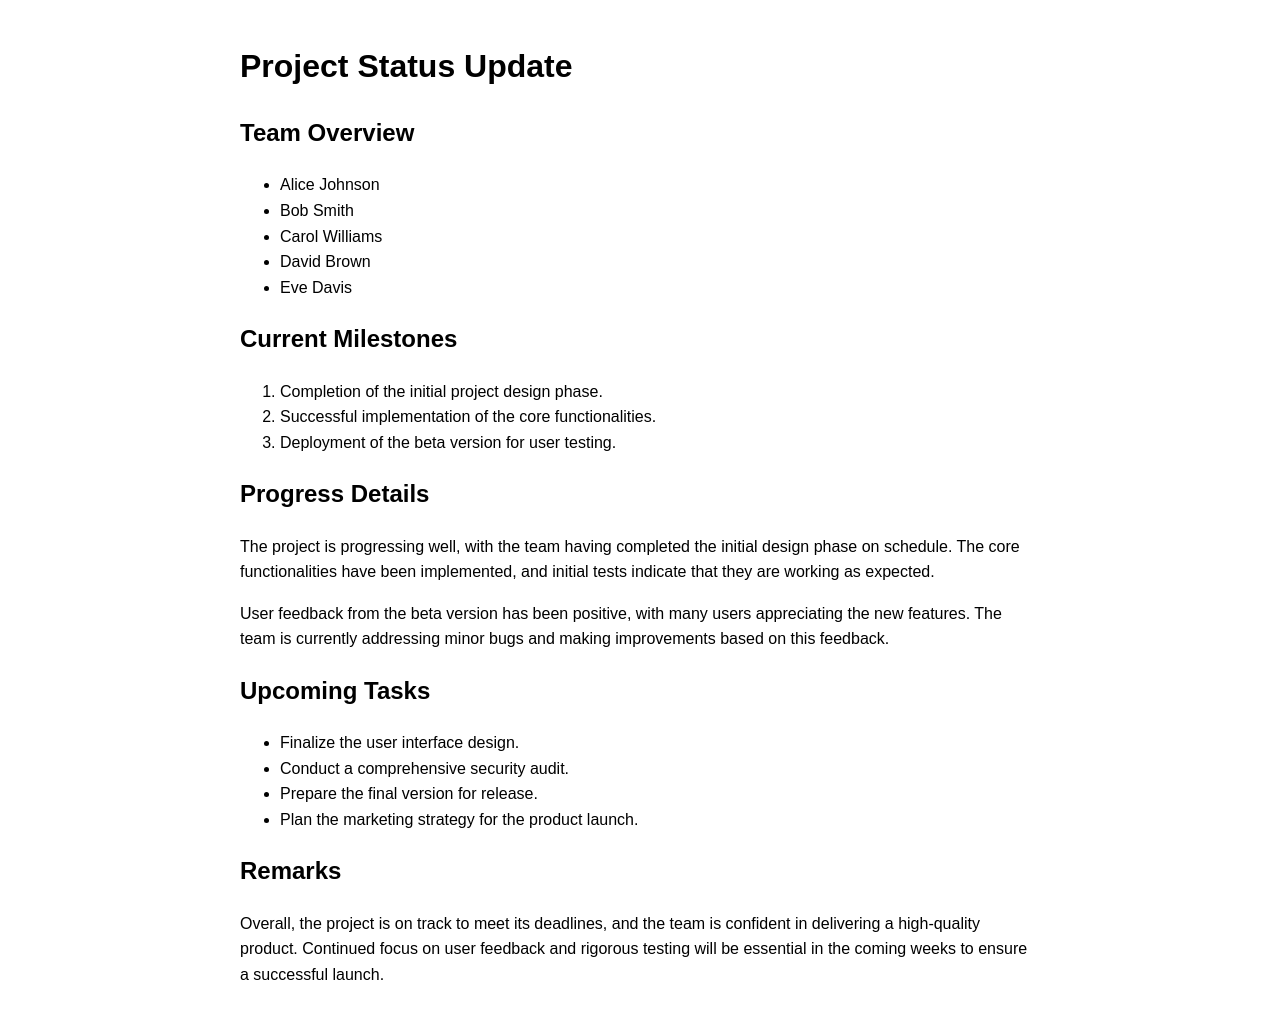 Project Status Update
Team Overview
Alice Johnson
Bob Smith
Carol Williams
David Brown
Eve Davis
Current Milestones
1. Completion of the initial project design phase.
2. Successful implementation of the core functionalities.
3. Deployment of the beta version for user testing.
Progress Details
The project is progressing well, with the team having completed the initial design phase on schedule. The core
functionalities have been implemented, and initial tests indicate that they are working as expected.
User feedback from the beta version has been positive, with many users appreciating the new features. The
team is currently addressing minor bugs and making improvements based on this feedback.
Upcoming Tasks
Finalize the user interface design.
Conduct a comprehensive security audit.
Prepare the final version for release.
Plan the marketing strategy for the product launch.
Remarks
Overall, the project is on track to meet its deadlines, and the team is confident in delivering a high-quality
product. Continued focus on user feedback and rigorous testing will be essential in the coming weeks to ensure
a successful launch.